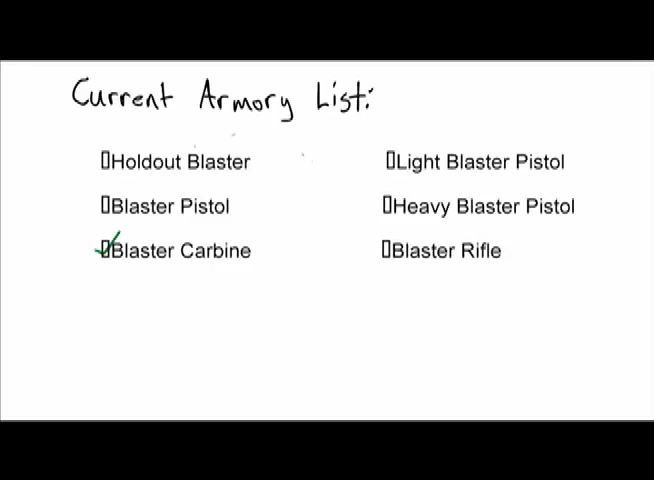 Current Armory List:
▯Holdout Blaster ▯Light Blaster Pistol
▯Blaster Pistol ▯Heavy Blaster Pistol
▯Blaster Carbine ▯Blaster Rifle